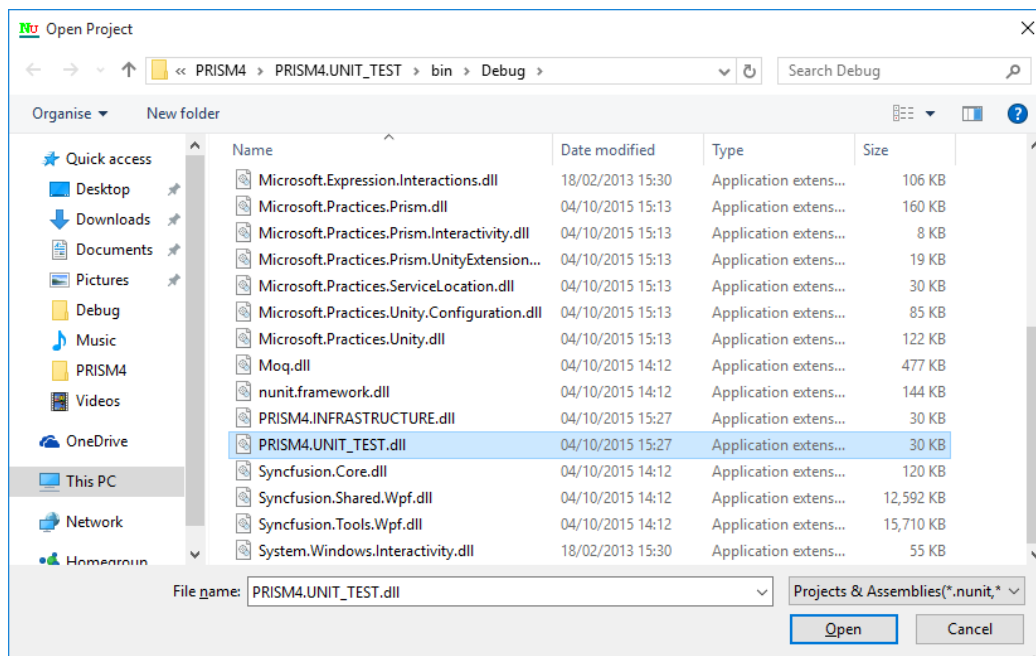 NU Open Project
« PRISM4 > PRISM4.UNIT_TEST > bin > Debug >
Search Debug
Organise New folder
Name Date modified Type Size
Quick access
Desktop
Downloads
Documents
Pictures
Debug
Music
PRISM4
Videos
OneDrive
This PC
Network
Homegroup
Microsoft.Expression.Interactions.dll 18/02/2013 15:30 Application extens... 106 KB
Microsoft.Practices.Prism.dll 04/10/2015 15:13 Application extens... 160 KB
Microsoft.Practices.Prism.Interactivity.dll 04/10/2015 15:13 Application extens... 8 KB
Microsoft.Practices.Prism.UnityExtension... 04/10/2015 15:13 Application extens... 19 KB
Microsoft.Practices.ServiceLocation.dll 04/10/2015 15:13 Application extens... 30 KB
Microsoft.Practices.Unity.Configuration.dll 04/10/2015 15:13 Application extens... 85 KB
Microsoft.Practices.Unity.dll 04/10/2015 15:13 Application extens... 122 KB
Moq.dll 04/10/2015 14:12 Application extens... 477 KB
nunit.framework.dll 04/10/2015 14:12 Application extens... 144 KB
PRISM4.INFRASTRUCTURE.dll 04/10/2015 15:27 Application extens... 30 KB
PRISM4.UNIT_TEST.dll 04/10/2015 15:27 Application extens... 30 KB
Syncfusion.Core.dll 04/10/2015 14:12 Application extens... 120 KB
Syncfusion.Shared.Wpf.dll 04/10/2015 14:12 Application extens... 12,592 KB
Syncfusion.Tools.Wpf.dll 04/10/2015 14:12 Application extens... 15,710 KB
System.Windows.Interactivity.dll 18/02/2013 15:30 Application extens... 55 KB
File name: PRISM4.UNIT_TEST.dll Projects & Assemblies(*.nunit,*
Open Cancel